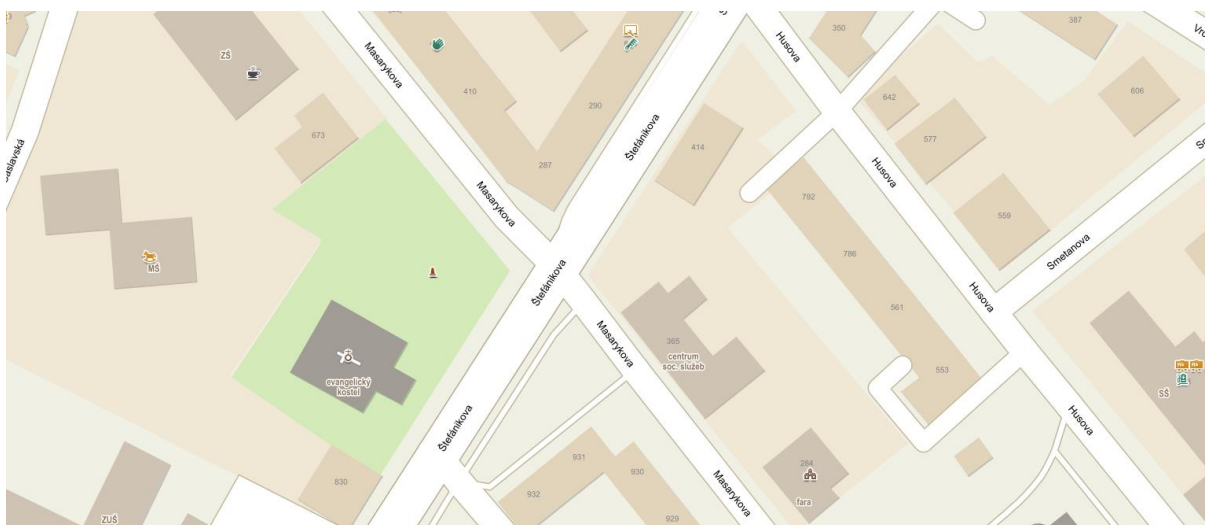 ZŠ
Masarykova
410
290
Štefánikova
Husova
350
387
642
606
577
673
287
414
Čáslavská
Masarykova
792
Husova
559
Smetanova
MŠ
Štefánikova
786
Husova
561
Masarykova
365
centrum
soc. služeb
evangelický
kostel
553
SŠ
Štefánikova
Husova
931
930
Masarykova
284
fara
830
932
929
ZUŠ